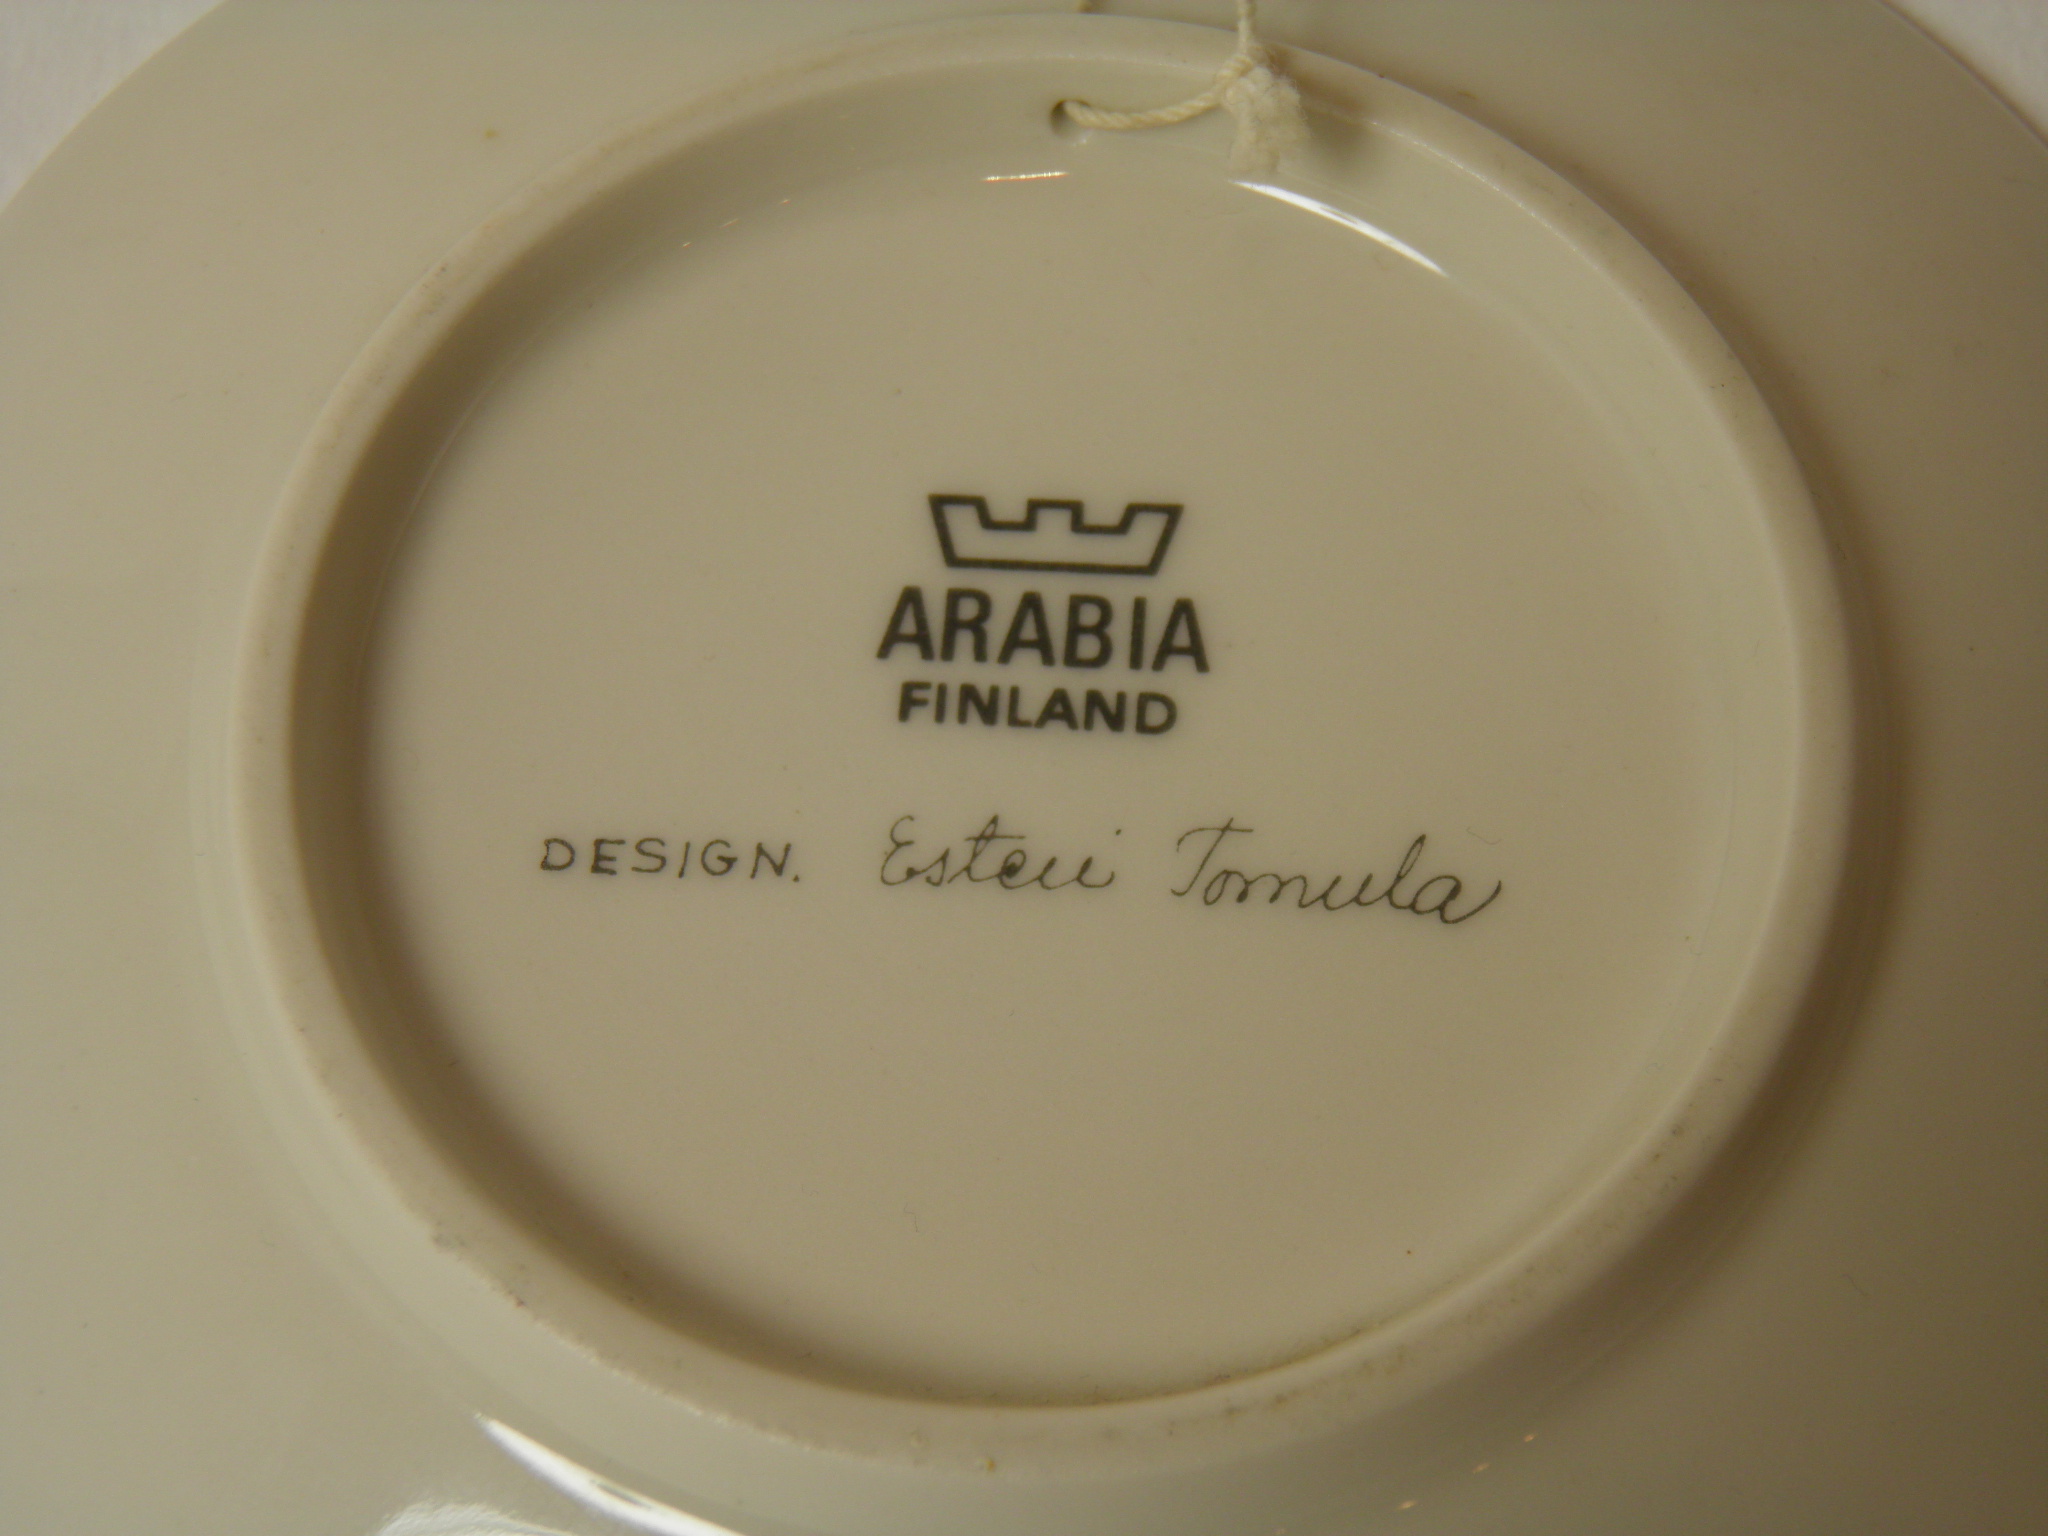 ARABIA
FINLAND
DESIGN. Esteri Tomula